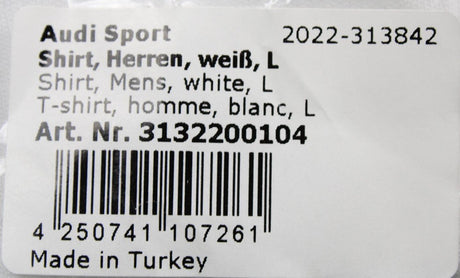 Audi Sport 2022-313842
Shirt, Herren, weiß, L
Shirt, Mens, white, L
T-shirt, homme, blanc, L
Art. Nr. 3132200104
4 250741 107261
Made in Turkey